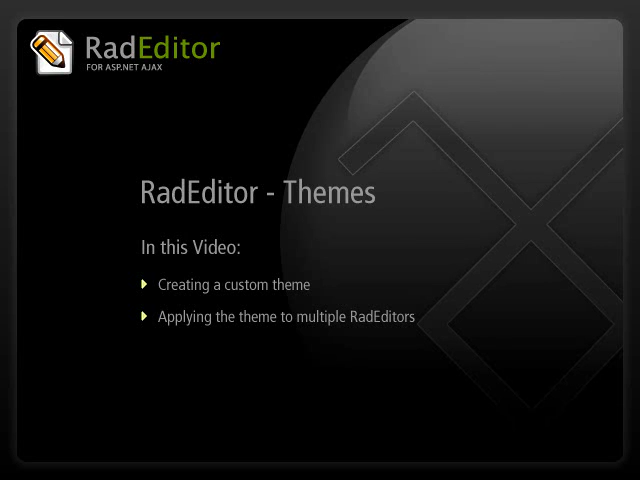 RadEditor
FOR ASP.NET AJAX
RadEditor - Themes
In this Video:
Creating a custom theme
Applying the theme to multiple RadEditors